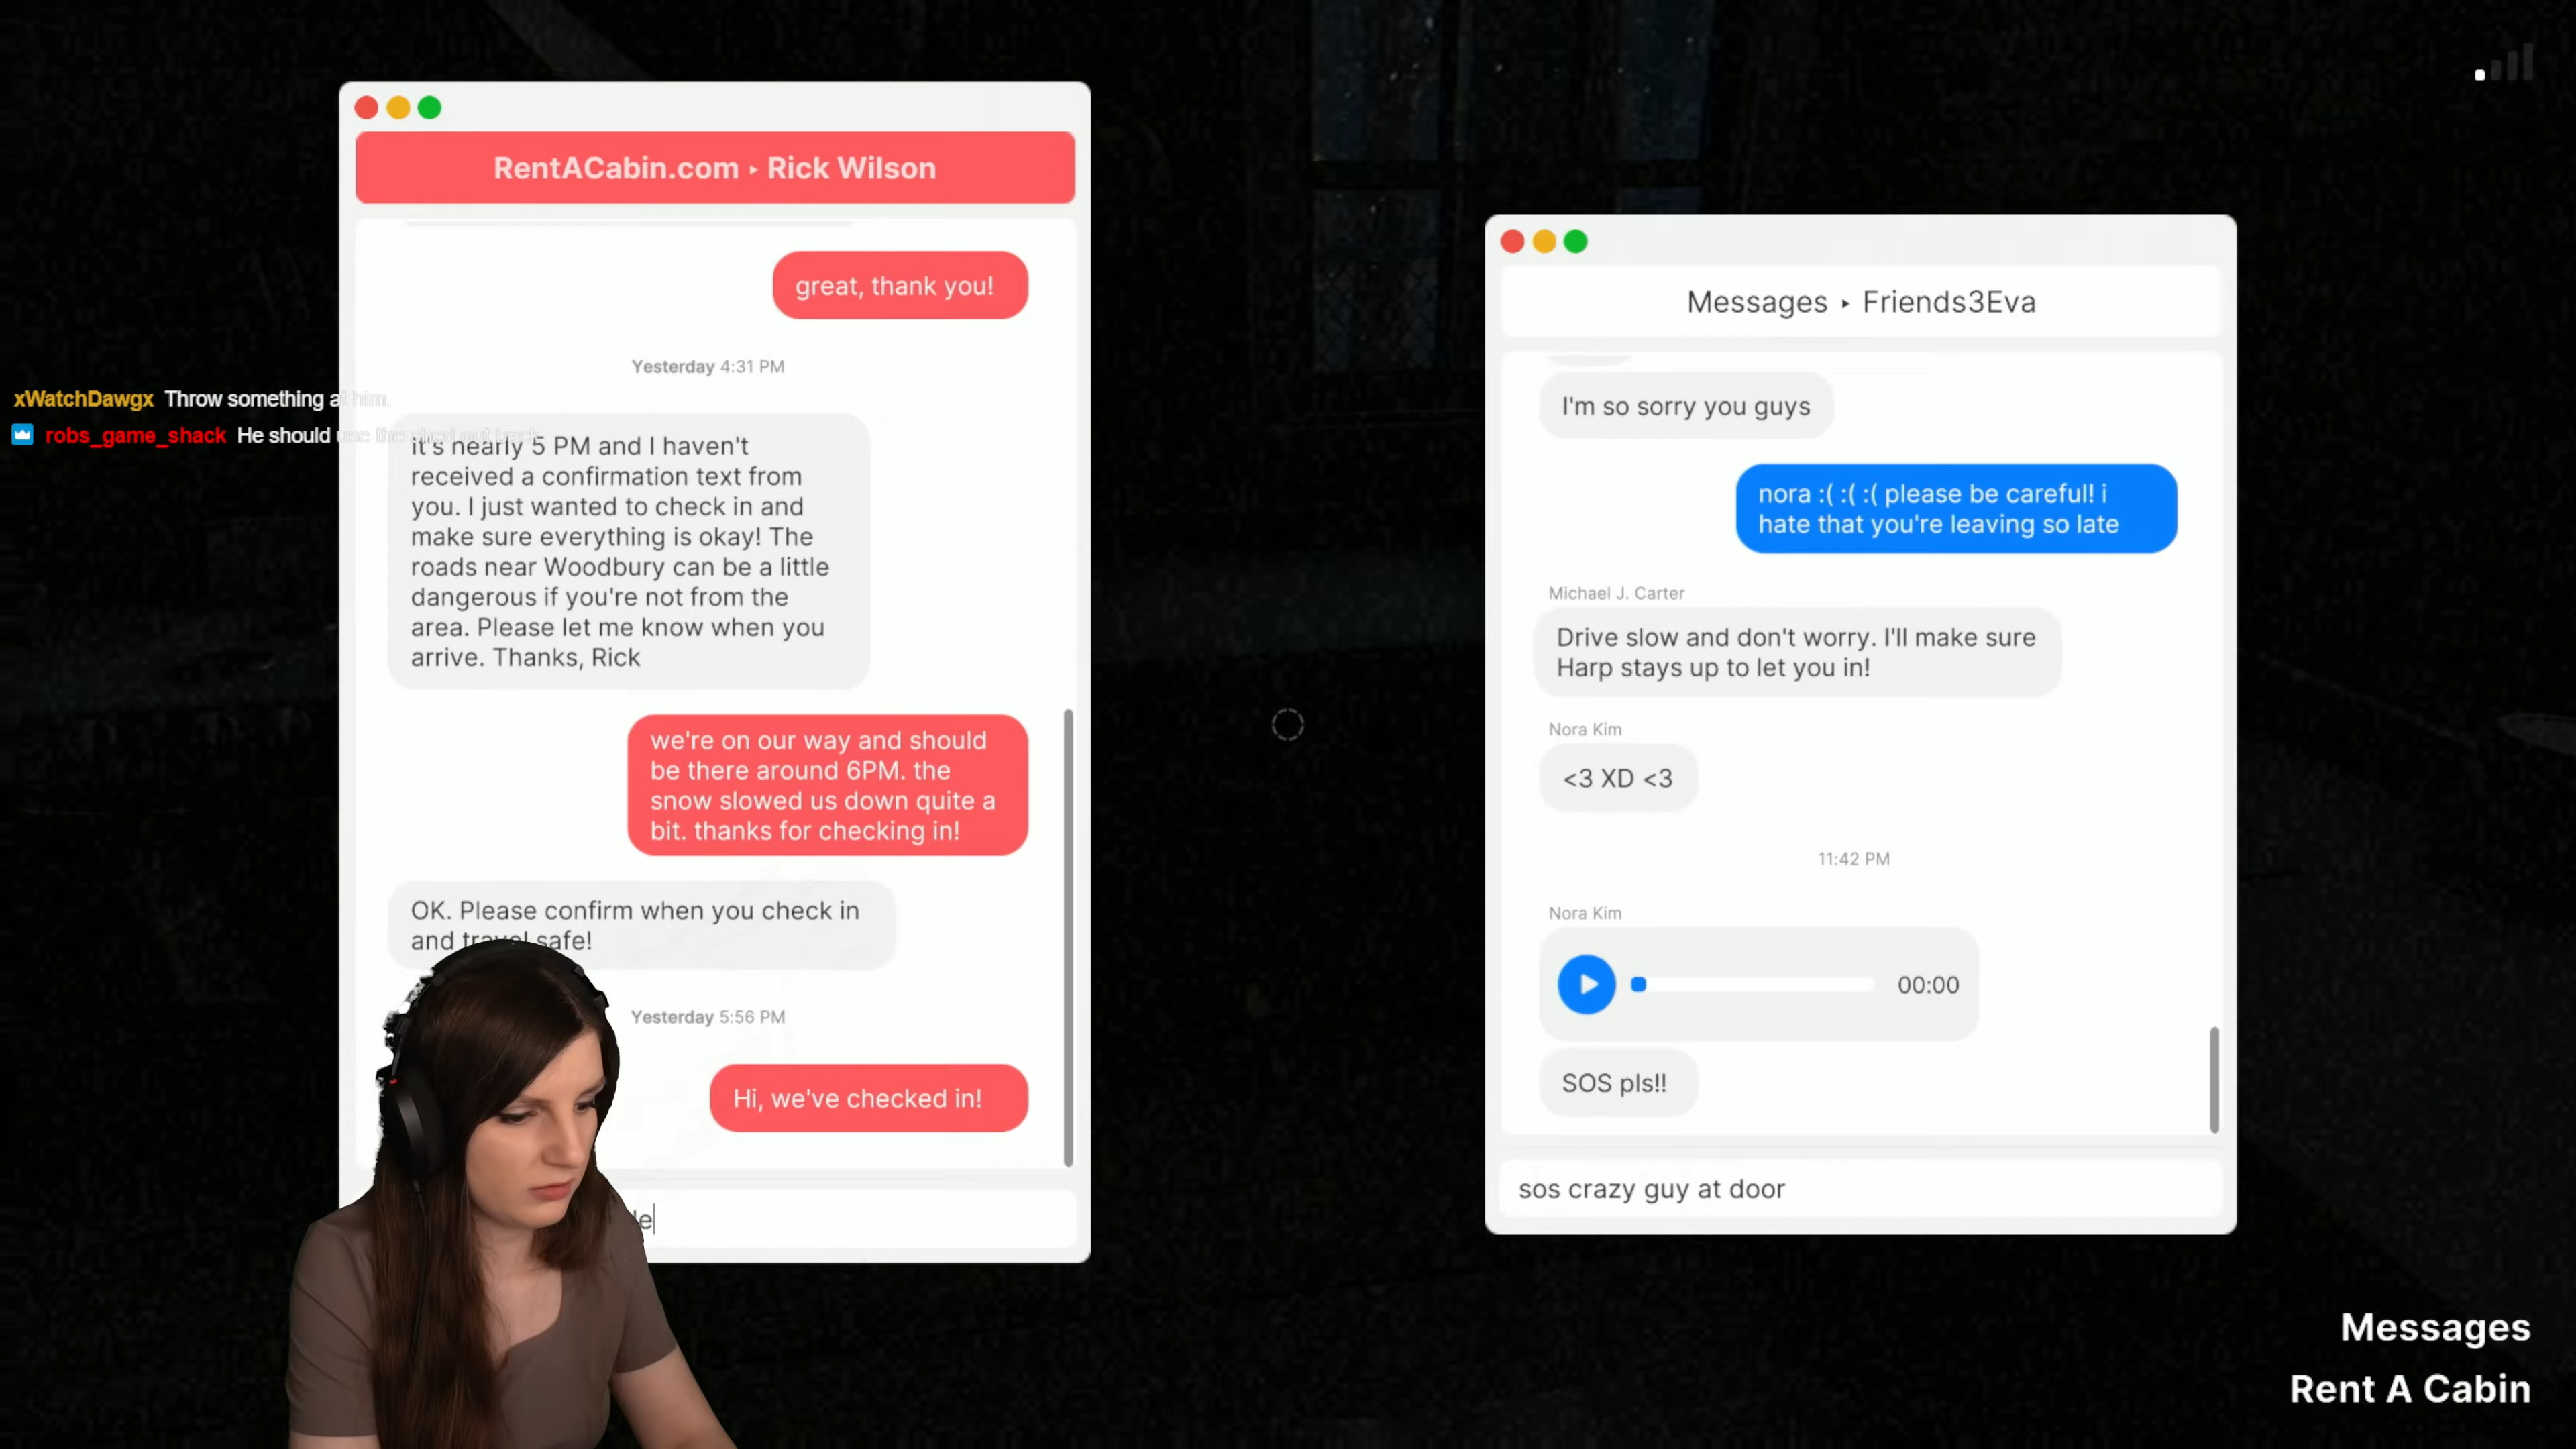 RentACabin.com ▸ Rick Wilson
great, thank you!
Yesterday 4:31 PM
it's nearly 5 PM and I haven't
received a confirmation text from
you. I just wanted to check in and
make sure everything is okay! The
roads near Woodbury can be a little
dangerous if you're not from the
area. Please let me know when you
arrive. Thanks, Rick
we're on our way and should
be there around 6PM. the
snow slowed us down quite a
bit. thanks for checking in!
OK. Please confirm when you check in
and travel safe!
Yesterday 5:56 PM
Hi, we've checked in!
xWatchDawgx Throw something at him.
robs_game_shack He should use the
Messages ▸ Friends3Eva
I'm so sorry you guys
nora :( :( :( please be careful! i
hate that you're leaving so late
Michael J. Carter
Drive slow and don't worry. I'll make sure
Harp stays up to let you in!
Nora Kim
<3 XD <3
11:42 PM
Nora Kim
00:00
SOS pls!!
sos crazy guy at door
Messages
Rent A Cabin